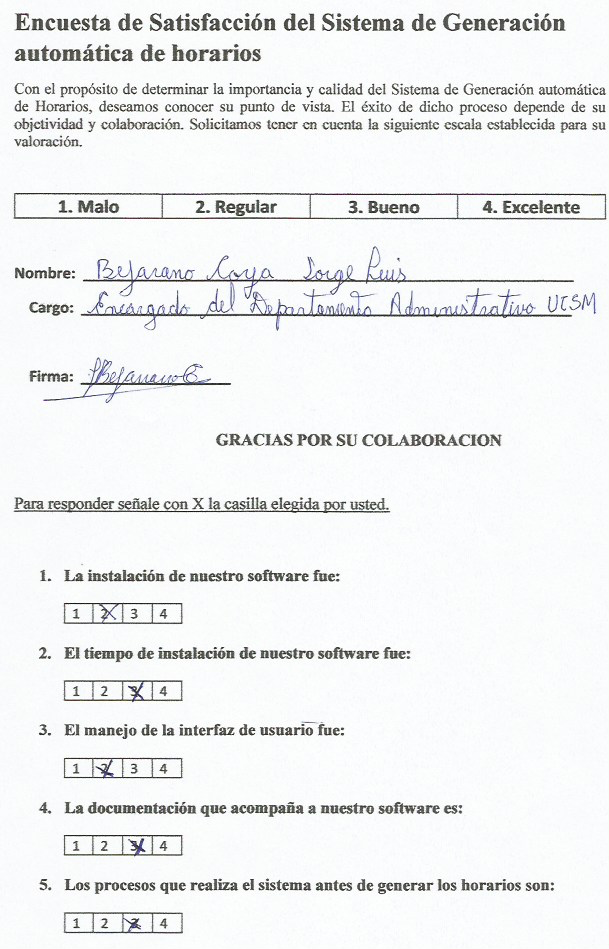 Encuesta de Satisfacción del Sistema de Generación
automática de horarios
Con el propósito de determinar la importancia y calidad del Sistema de Generación automática
de Horarios, deseamos conocer su punto de vista. El éxito de dicho proceso depende de su
objetividad y colaboración. Solicitamos tener en cuenta la siguiente escala establecida para su
valoración.
1. Malo 2. Regular 3. Bueno 4. Excelente
Nombre: Bejarano Caya Jorge Luis
Cargo: Encargado del Departamento Administrativo UCSM
Firma: Bejarano C
GRACIAS POR SU COLABORACION
Para responder señale con X la casilla elegida por usted.
1. La instalación de nuestro software fue:
1 2 3 4
2. El tiempo de instalación de nuestro software fue:
1 2 3 4
3. El manejo de la interfaz de usuario fue:
1 2 3 4
4. La documentación que acompaña a nuestro software es:
1 2 3 4
5. Los procesos que realiza el sistema antes de generar los horarios son:
1 2 3 4